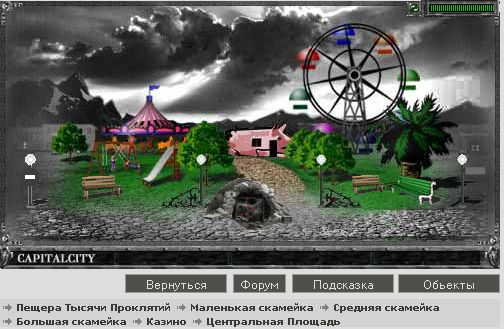 CAPITALCITY
Вернуться Форум Подсказка Обьекты
Пещера Тысячи Проклятий Маленькая скамейка Средняя скамейка
Большая скамейка Казино Центральная Площадь